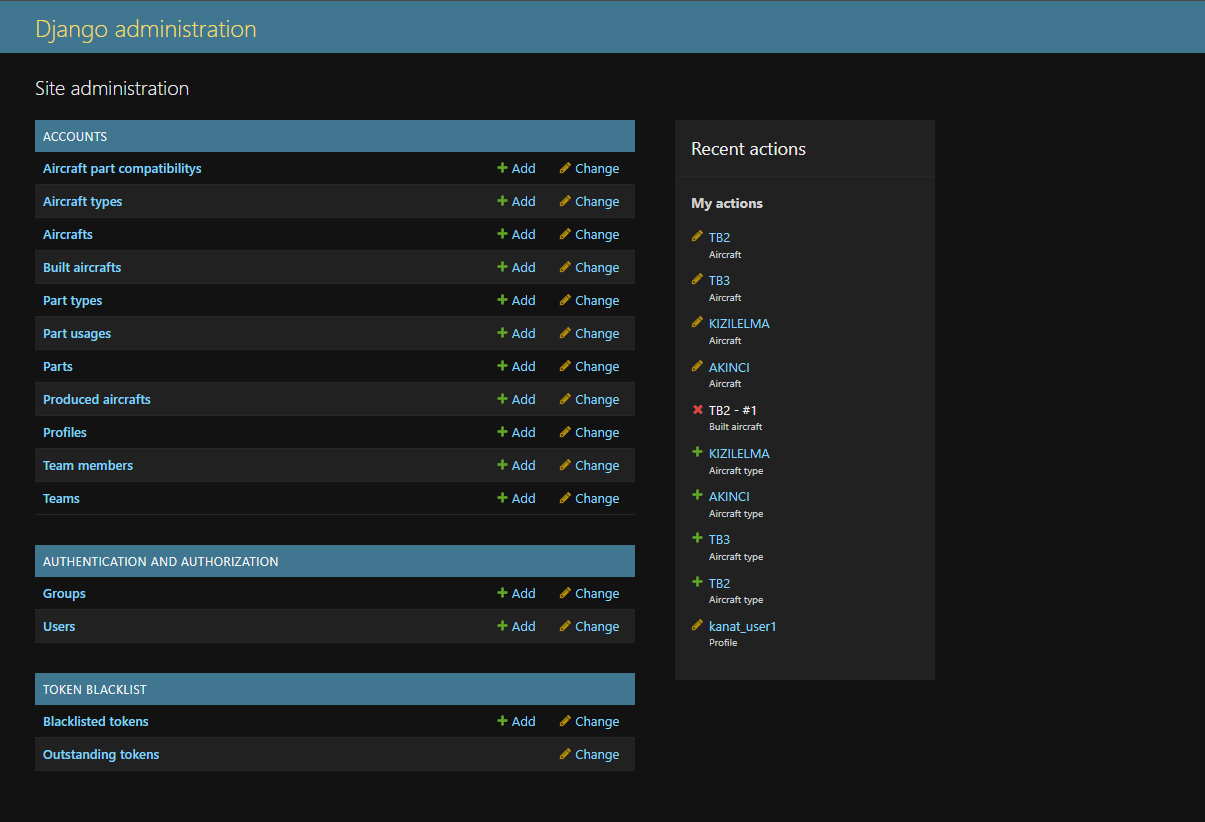 Django administration
Site administration
ACCOUNTS
Aircraft part compatibilitys Add Change
Aircraft types Add Change
Aircrafts Add Change
Built aircrafts Add Change
Part types Add Change
Part usages Add Change
Parts Add Change
Produced aircrafts Add Change
Profiles Add Change
Team members Add Change
Teams Add Change
AUTHENTICATION AND AUTHORIZATION
Groups Add Change
Users Add Change
TOKEN BLACKLIST
Blacklisted tokens Add Change
Outstanding tokens Change
Recent actions
My actions
TB2
Aircraft
TB3
Aircraft
KIZILELMA
Aircraft
AKINCI
Aircraft
TB2 - #1
Built aircraft
KIZILELMA
Aircraft type
AKINCI
Aircraft type
TB3
Aircraft type
TB2
Aircraft type
kanat_user1
Profile